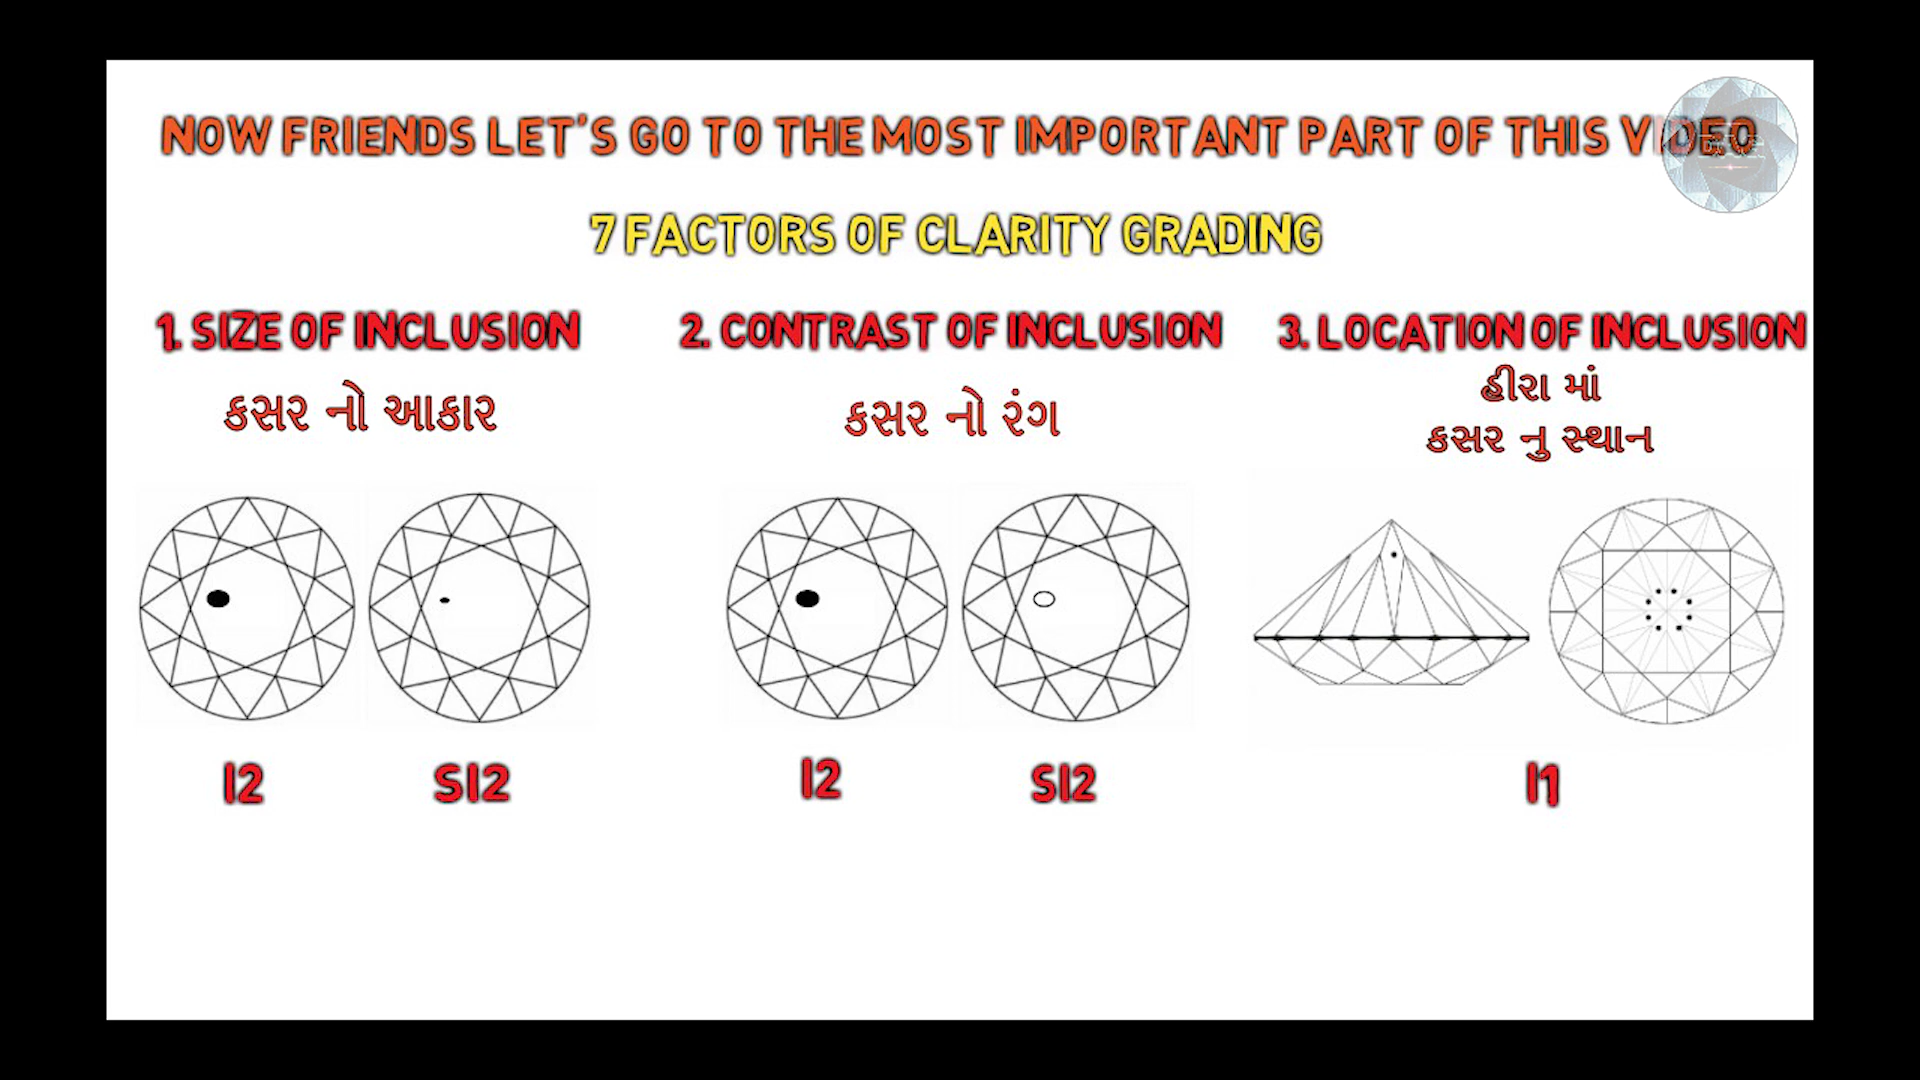 NOW FRIENDS LET'S GO TO THE MOST IMPORTANT PART OF THIS VIDEO
7 FACTORS OF CLARITY GRADING
1. SIZE OF INCLUSION
કસર નો આકાર
I2 SI2
2. CONTRAST OF INCLUSION
કસર નો રંગ
I2 SI2
3. LOCATION OF INCLUSION
હીરા માં
કસર નુ સ્થાન
I1